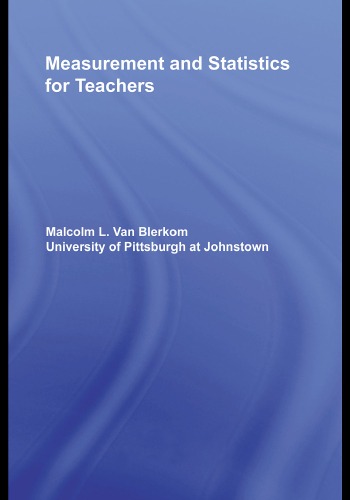 Measurement and Statistics
for Teachers
Malcolm L. Van Blerkom
University of Pittsburgh at Johnstown